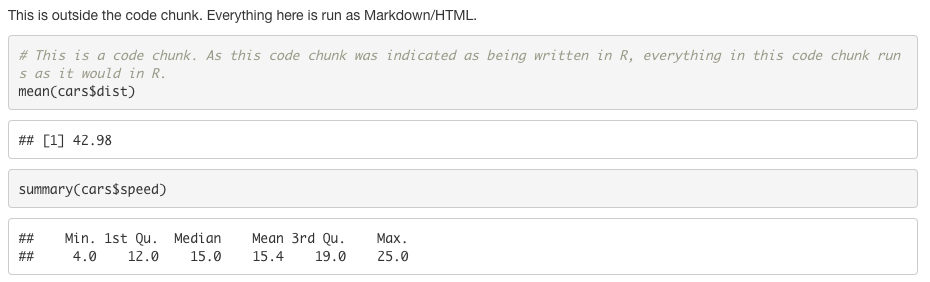 This is outside the code chunk. Everything here is run as Markdown/HTML.
# This is a code chunk. As this code chunk was indicated as being written in R, everything in this code chunk run
s as it would in R.
mean(cars$dist)
## [1] 42.98
summary(cars$speed)
##    Min. 1st Qu.  Median    Mean 3rd Qu.    Max.
##     4.0    12.0    15.0    15.4    19.0    25.0